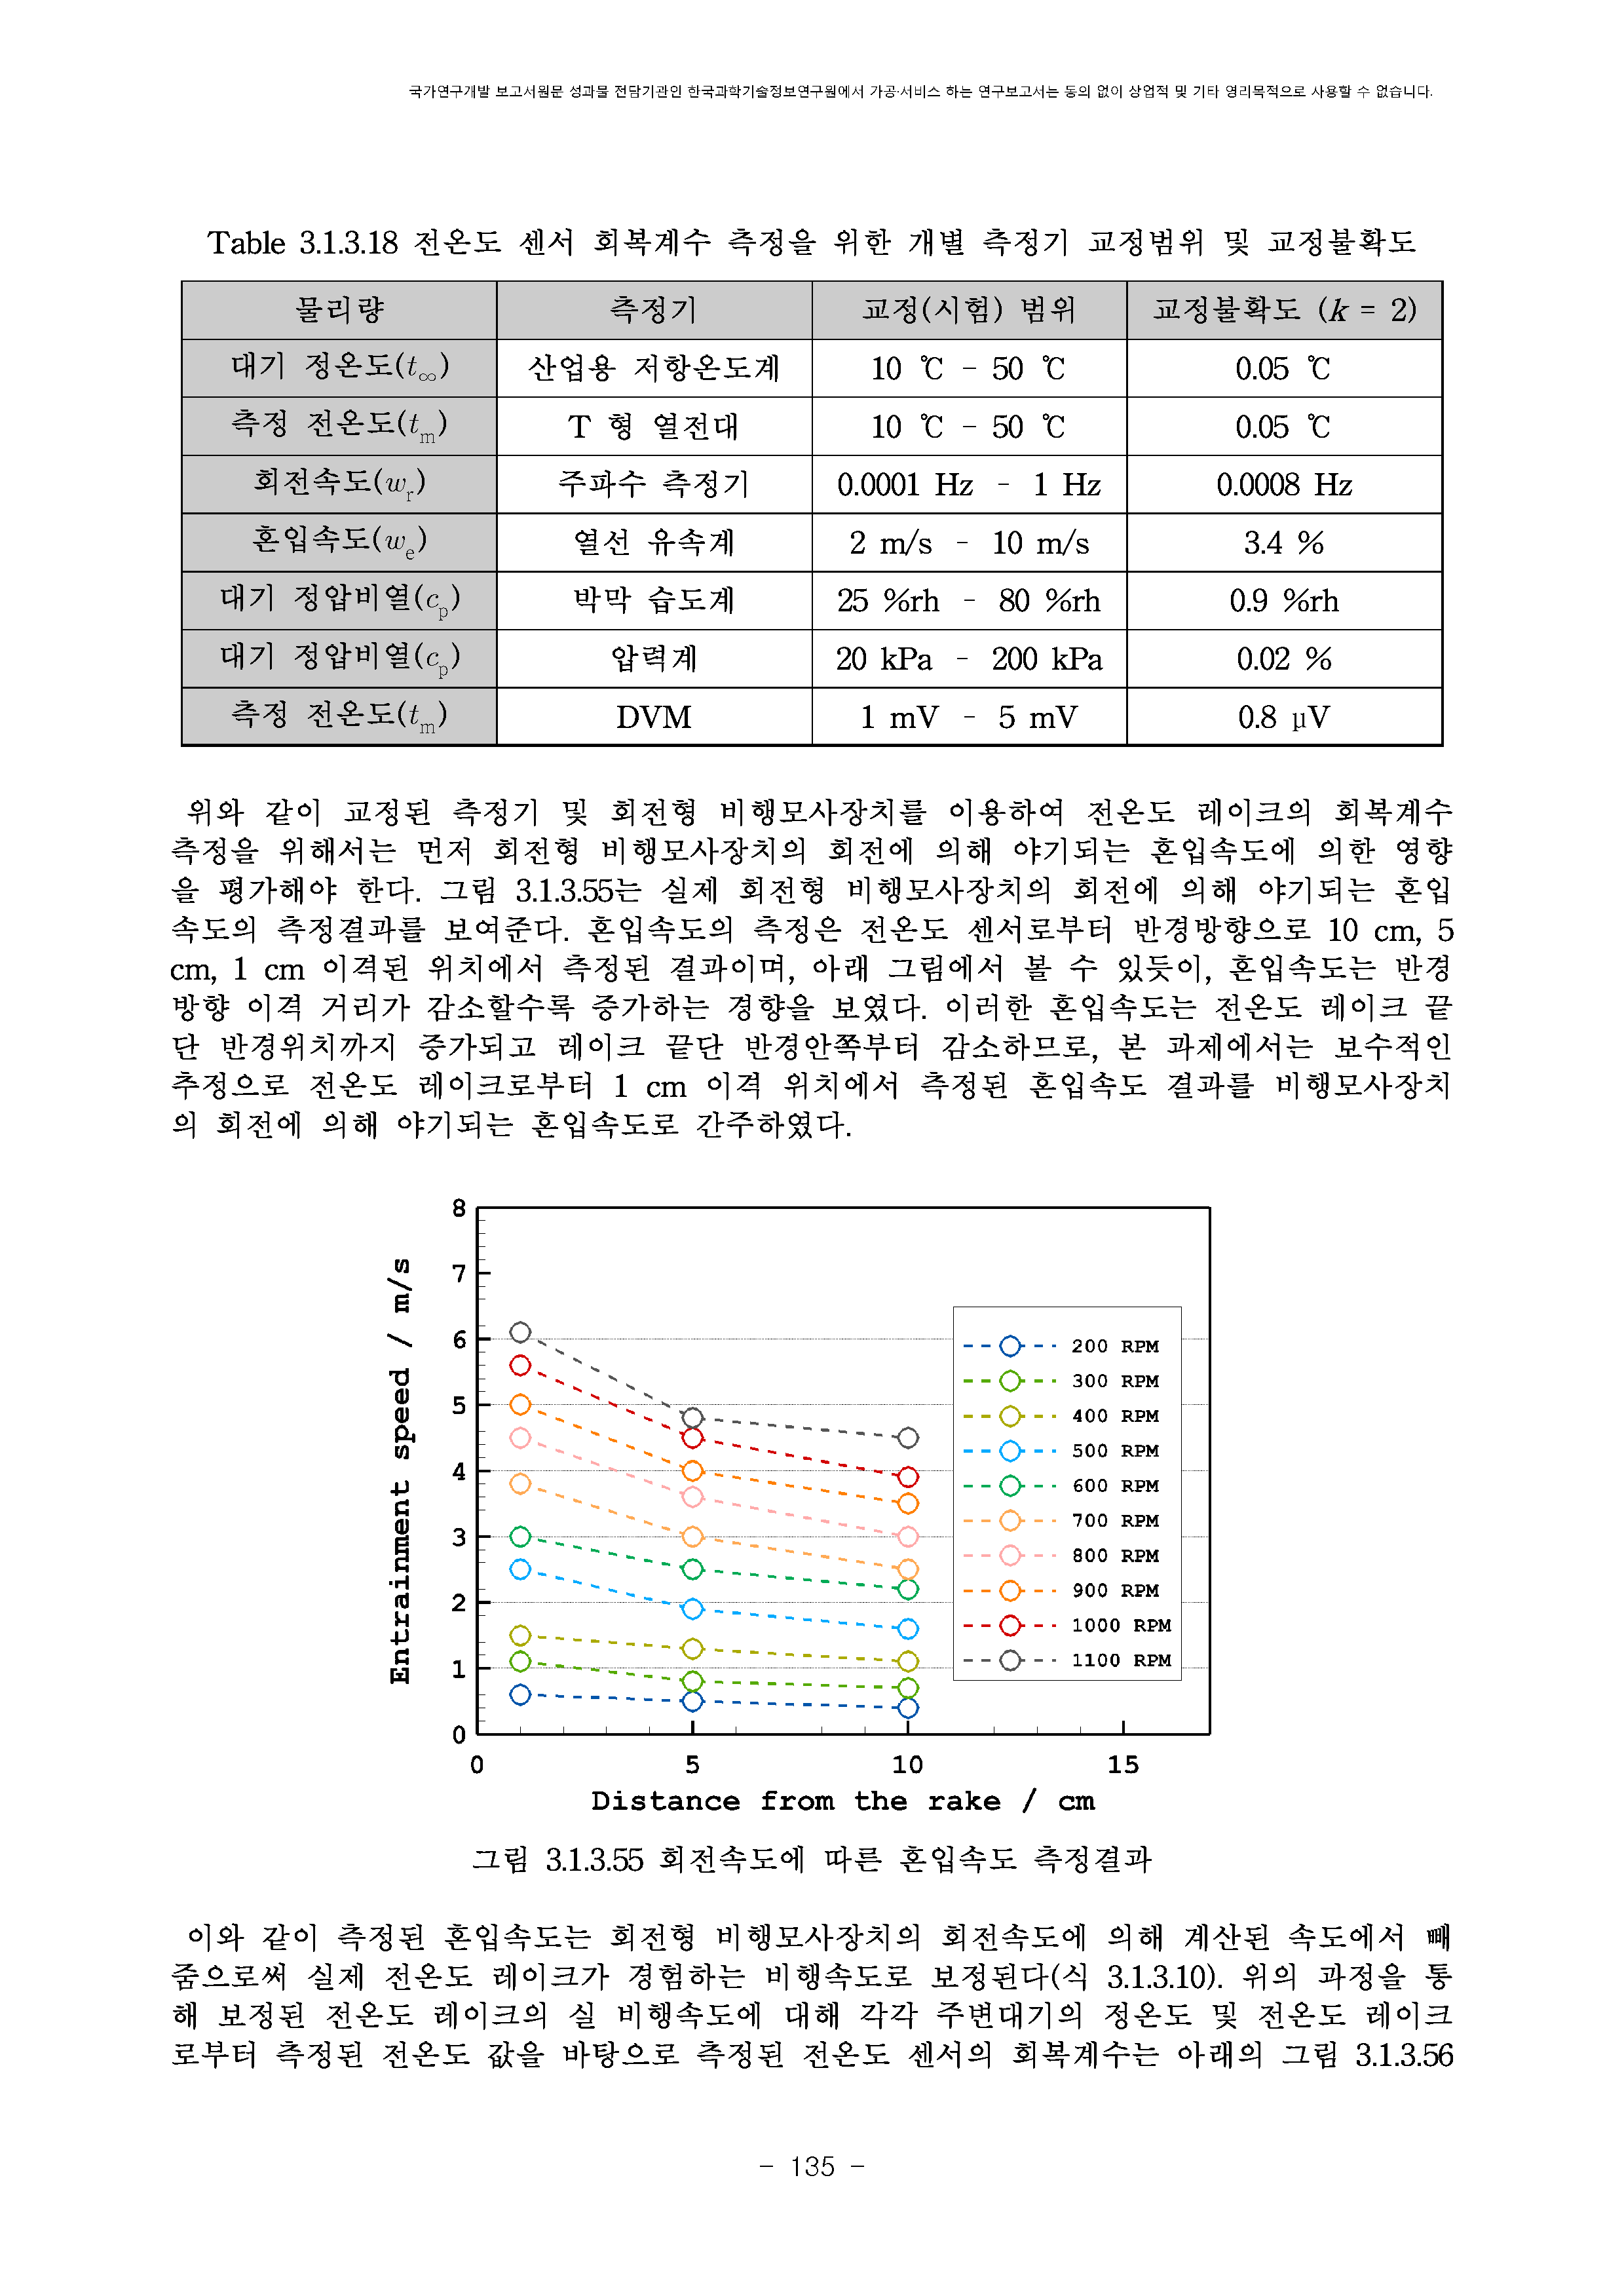 국가연구개발 보고서원문 성과물 전담기관인 한국과학기술정보연구원에서 가공·서비스 하는 연구보고서는 동의 없이 상업적 및 기타 영리목적으로 사용할 수 없습니다.
Table 3.1.3.18 전온도 센서 회복계수 측정을 위한 개별 측정기 교정범위 및 교정불확도
물리량 측정기 교정(시험) 범위 교정불확도 (k = 2)
대기 정온도(t∞) 산업용 저항온도계 10 ℃ - 50 ℃ 0.05 ℃
측정 전온도(tm) T 형 열전대 10 ℃ - 50 ℃ 0.05 ℃
회전속도(wr) 주파수 측정기 0.0001 Hz - 1 Hz 0.0008 Hz
혼입속도(we) 열선 유속계 2 m/s - 10 m/s 3.4 %
대기 정압비열(cp) 박막 습도계 25 %rh - 80 %rh 0.9 %rh
대기 정압비열(cp) 압력계 20 kPa - 200 kPa 0.02 %
측정 전온도(tm) DVM 1 mV - 5 mV 0.8 μV
위와 같이 교정된 측정기 및 회전형 비행모사장치를 이용하여 전온도 레이크의 회복계수
측정을 위해서는 먼저 회전형 비행모사장치의 회전에 의해 야기되는 혼입속도에 의한 영향
을 평가해야 한다. 그림 3.1.3.55는 실제 회전형 비행모사장치의 회전에 의해 야기되는 혼입
속도의 측정결과를 보여준다. 혼입속도의 측정은 전온도 센서로부터 반경방향으로 10 cm, 5
cm, 1 cm 이격된 위치에서 측정된 결과이며, 아래 그림에서 볼 수 있듯이, 혼입속도는 반경
방향 이격 거리가 감소할수록 증가하는 경향을 보였다. 이러한 혼입속도는 전온도 레이크 끝
단 반경위치까지 증가되고 레이크 끝단 반경안쪽부터 감소하므로, 본 과제에서는 보수적인
추정으로 전온도 레이크로부터 1 cm 이격 위치에서 측정된 혼입속도 결과를 비행모사장치
의 회전에 의해 야기되는 혼입속도로 간주하였다.
Entrainment speed / m/s
8
7
6
5
4
3
2
1
0
200 RPM
300 RPM
400 RPM
500 RPM
600 RPM
700 RPM
800 RPM
900 RPM
1000 RPM
1100 RPM
0 5 10 15
Distance from the rake / cm
그림 3.1.3.55 회전속도에 따른 혼입속도 측정결과
이와 같이 측정된 혼입속도는 회전형 비행모사장치의 회전속도에 의해 계산된 속도에서 빼
줌으로써 실제 전온도 레이크가 경험하는 비행속도로 보정된다(식 3.1.3.10). 위의 과정을 통
해 보정된 전온도 레이크의 실 비행속도에 대해 각각 주변대기의 정온도 및 전온도 레이크
로부터 측정된 전온도 값을 바탕으로 측정된 전온도 센서의 회복계수는 아래의 그림 3.1.3.56
- 135 -